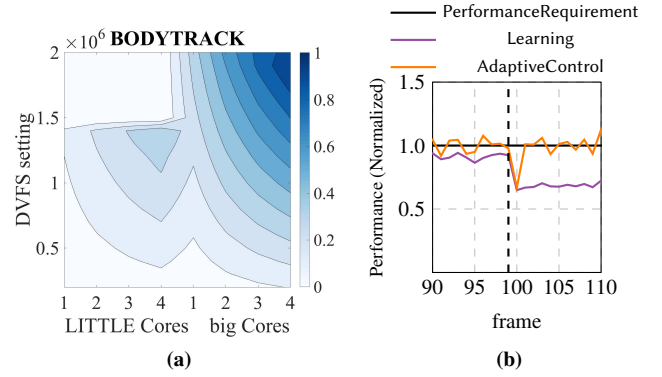 × 10⁶ BODYTRACK
2
1.5
1
0.5
DVFS setting
1 2 3 4 1 2 3 4
LITTLE Cores big Cores
1
0.8
0.6
0.4
0.2
0
(a)
PerformanceRequirement
Learning
AdaptiveControl
1.5
1.0
0.5
Performance (Normalized)
90 95 100 105 110
frame
(b)